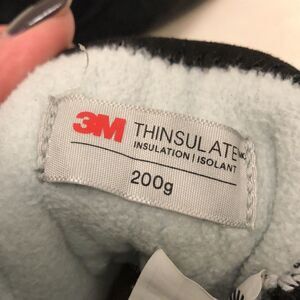 3M THINSULATE
INSULATION | ISOLANT
200g